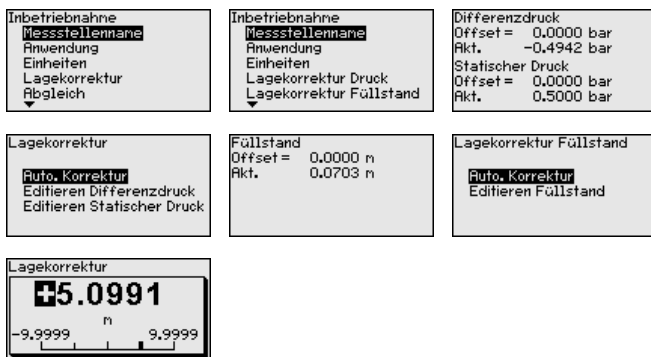 Inbetriebnahme
Messstellenname
Anwendung
Einheiten
Lagekorrektur
Abgleich
Inbetriebnahme
Messstellenname
Anwendung
Einheiten
Lagekorrektur Druck
Lagekorrektur Füllstand
Differenzdruck
Offset = 0.0000 bar
Akt. -0.4942 bar
Statischer Druck
Offset = 0.0000 bar
Akt. 0.5000 bar
Lagekorrektur
Auto. Korrektur
Editieren Differenzdruck
Editieren Statischer Druck
Füllstand
Offset = 0.0000 m
Akt. 0.0703 m
Lagekorrektur Füllstand
Auto. Korrektur
Editieren Füllstand
Lagekorrektur
+5.0991
m
-9.9999 9.9999